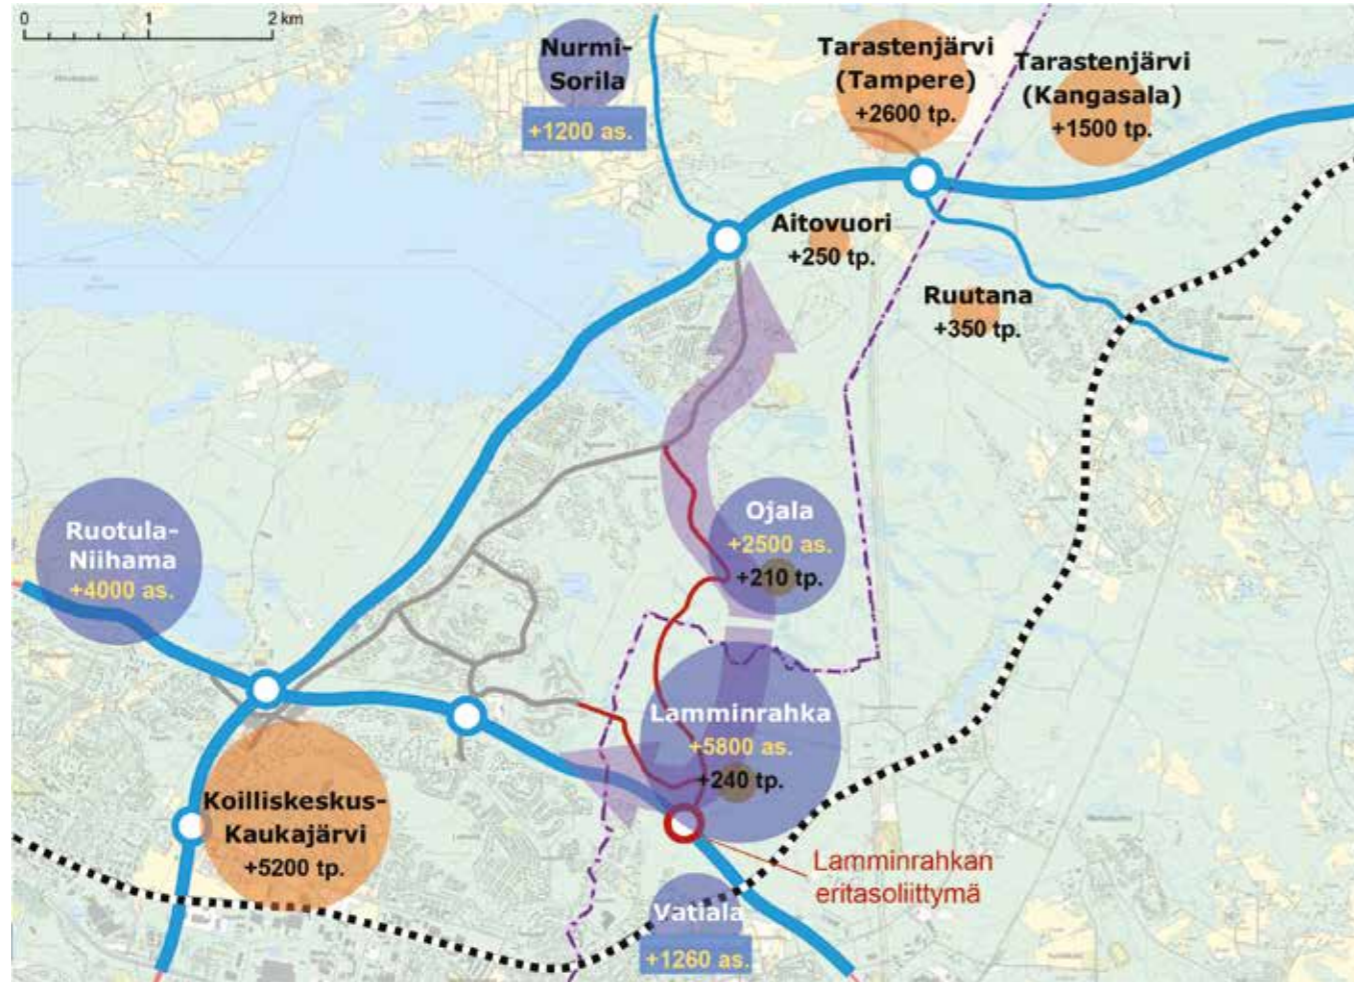 0 1 2 km
Nurmi-
Sorila
+1200 as.
Tarastenjärvi
(Tampere)
+2600 tp.
Tarastenjärvi
(Kangasala)
+1500 tp.
Aitovuori
+250 tp.
Ruutana
+350 tp.
Ruotula-
Niihama
+4000 as.
Ojala
+2500 as.
+210 tp.
Lamminrahka
+5800 as.
+240 tp.
Koilliskeskus-
Kaukajärvi
+5200 tp.
Lamminrahkan
eritasoliittymä
Vatiala
+1260 as.